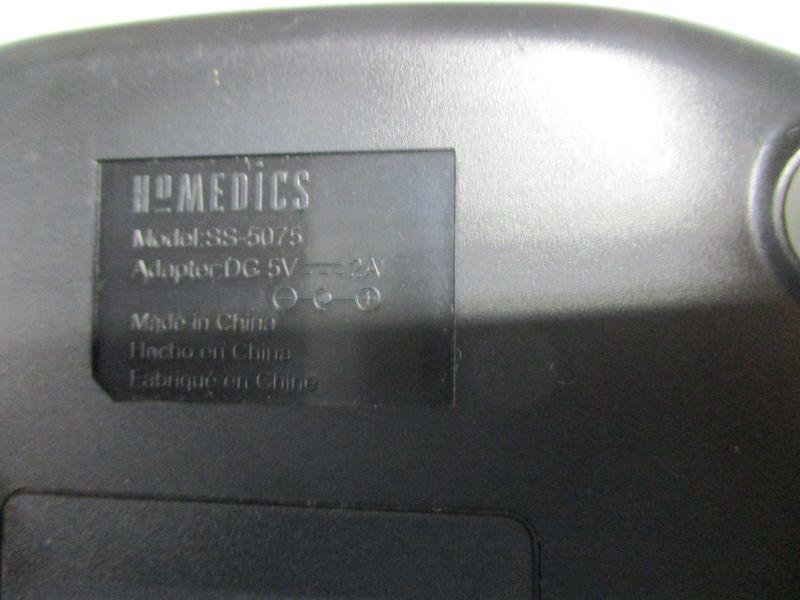 HoMEDiCS
Model:SS-5075
Adapter:DC 5V ⎓ 2A
Made in China
Hecho en China
Fabriqué en Chine